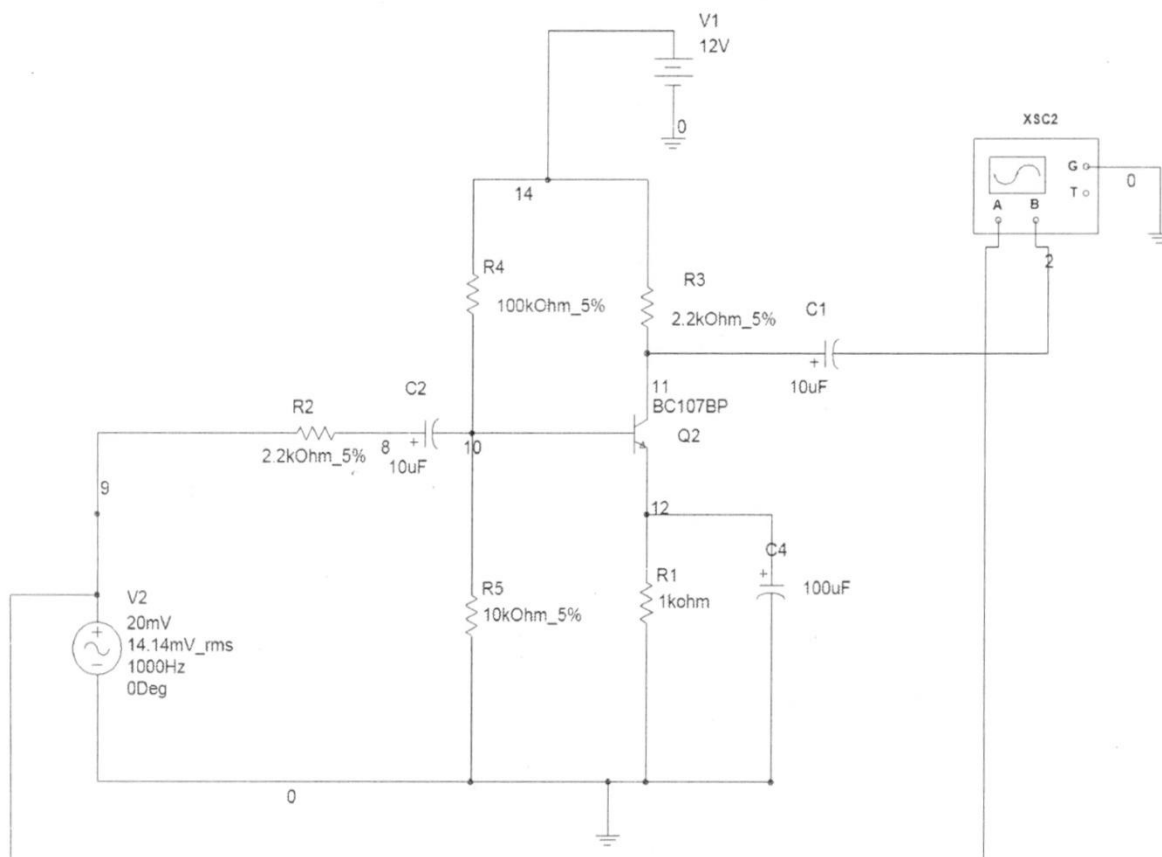 V1
12V
0
XSC2
G
T
A B
0
2
14
R4
100kOhm_5%
R3
2.2kOhm_5%
C1
+
10uF
11
BC107BP
Q2
C2
R2
2.2kOhm_5%
8 +
10uF
10
9
12
C4
+
100uF
R1
1kohm
R5
10kOhm_5%
V2
20mV
14.14mV_rms
1000Hz
0Deg
0